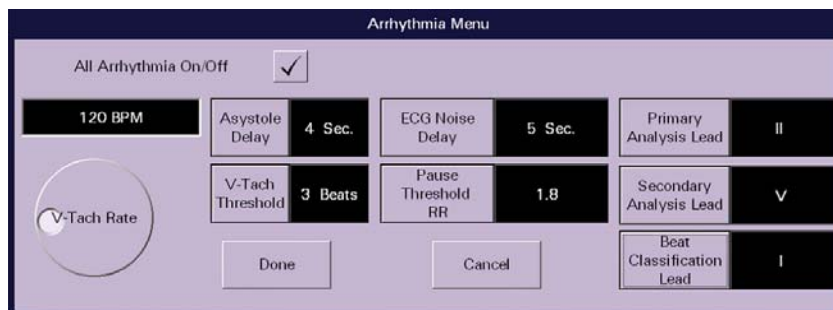 Arrhythmia Menu
All Arrhythmia On/Off
120 BPM
V-Tach Rate
Asystole
Delay
4 Sec.
ECG Noise
Delay
5 Sec.
Primary
Analysis Lead
II
V-Tach
Threshold
3 Beats
Pause
Threshold
RR
1.8
Secondary
Analysis Lead
V
Done
Cancel
Beat
Classification
Lead
I